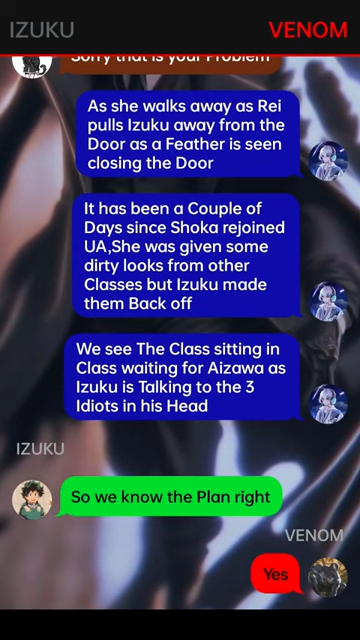 IZUKU
VENOM
Sorry that is your Problem
As she walks away as Rei
pulls Izuku away from the
Door as a Feather is seen
closing the Door
It has been a Couple of
Days since Shoka rejoined
UA,She was given some
dirty looks from other
Classes but Izuku made
them Back off
We see The Class sitting in
Class waiting for Aizawa as
Izuku is Talking to the 3
Idiots in his Head
IZUKU
So we know the Plan right
VENOM
Yes